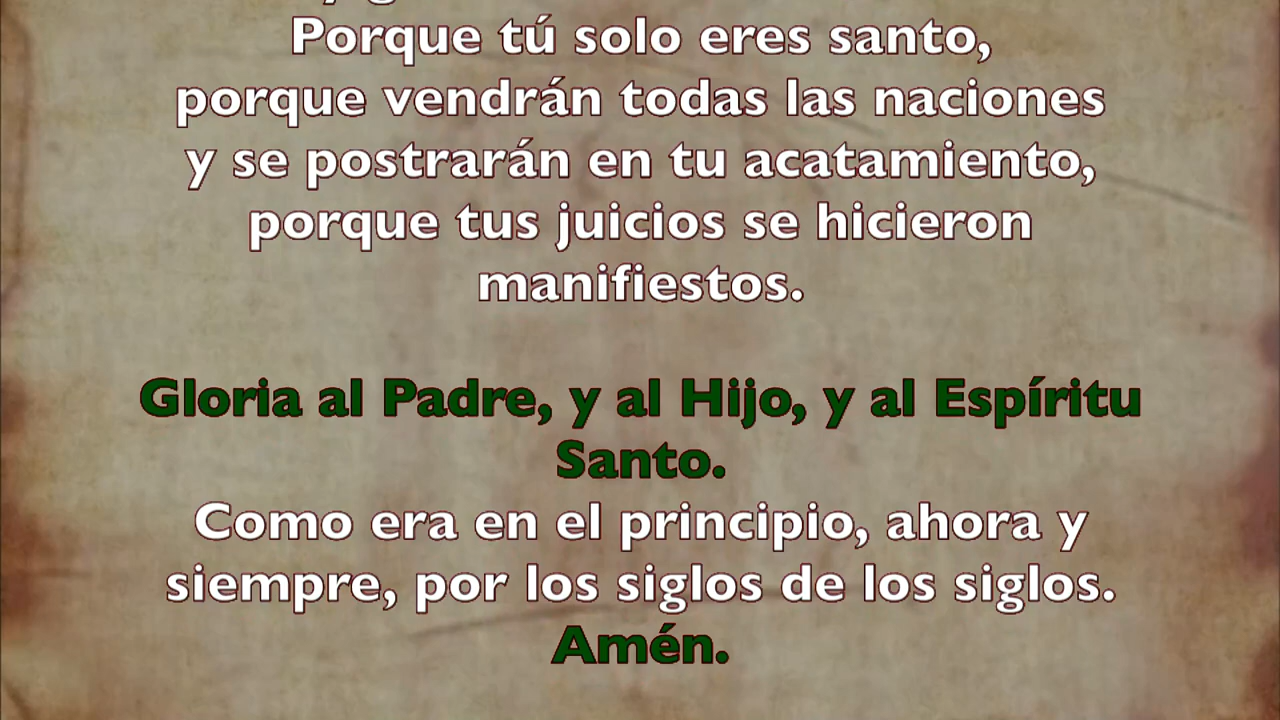 Porque tú solo eres santo,
porque vendrán todas las naciones
y se postrarán en tu acatamiento,
porque tus juicios se hicieron
manifiestos.
Gloria al Padre, y al Hijo, y al Espíritu
Santo.
Como era en el principio, ahora y
siempre, por los siglos de los siglos.
Amén.